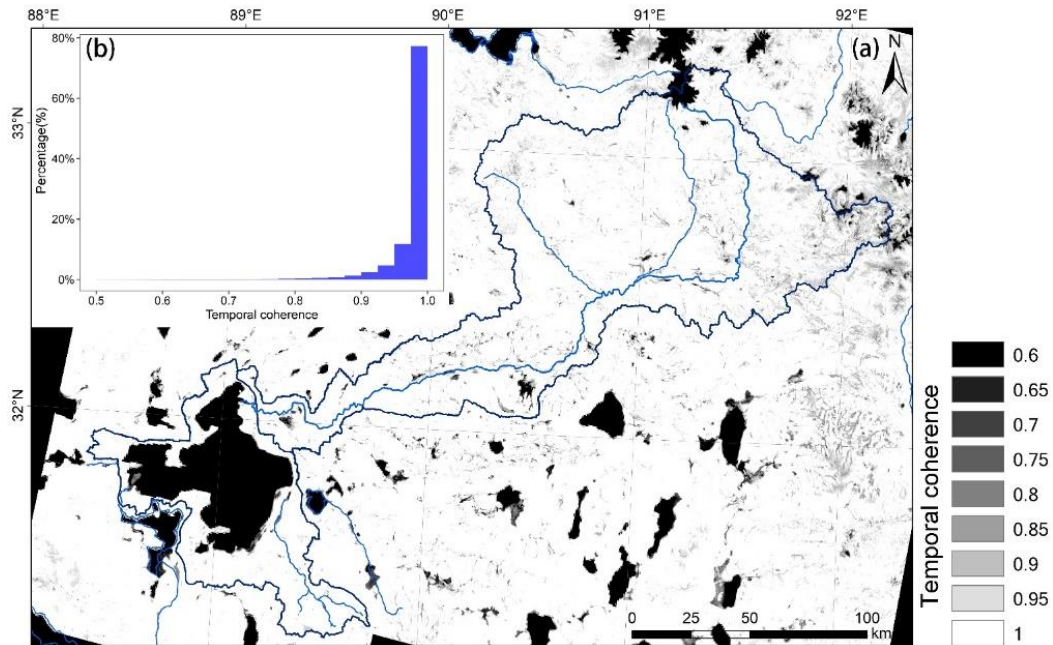 88°E 89°E 90°E 91°E 92°E
(b)
(a)
N
80%
60%
40%
20%
0%
Percentage(%)
0.5 0.6 0.7 0.8 0.9 1.0
Temporal coherence
33°N
32°N
Temporal coherence
0.6
0.65
0.7
0.75
0.8
0.85
0.9
0.95
1
0 25 50 100
km